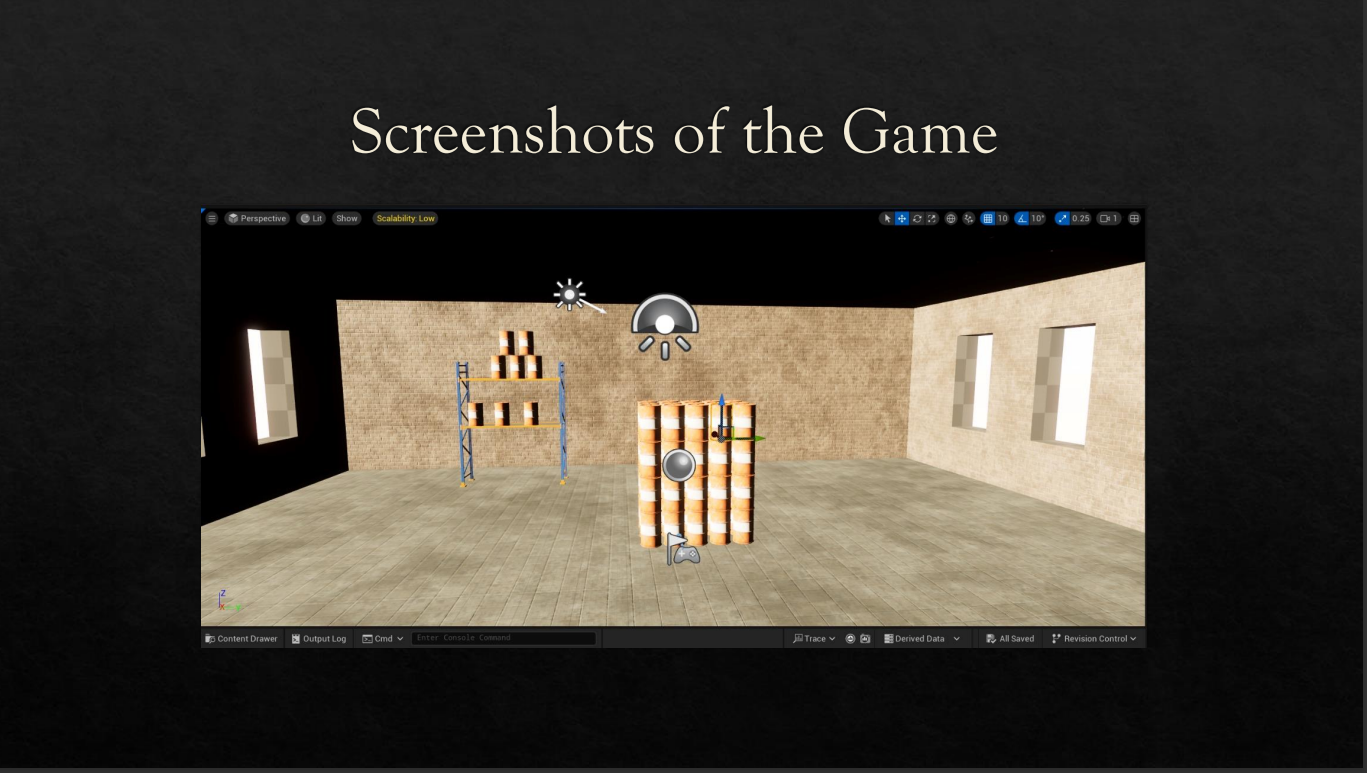 Screenshots of the Game
Perspective Lit Show Scalability: Low 10 10° 0.25 1
Z
Content Drawer Output Log Cmd Enter Console Command Trace Derived Data All Saved Revision Control